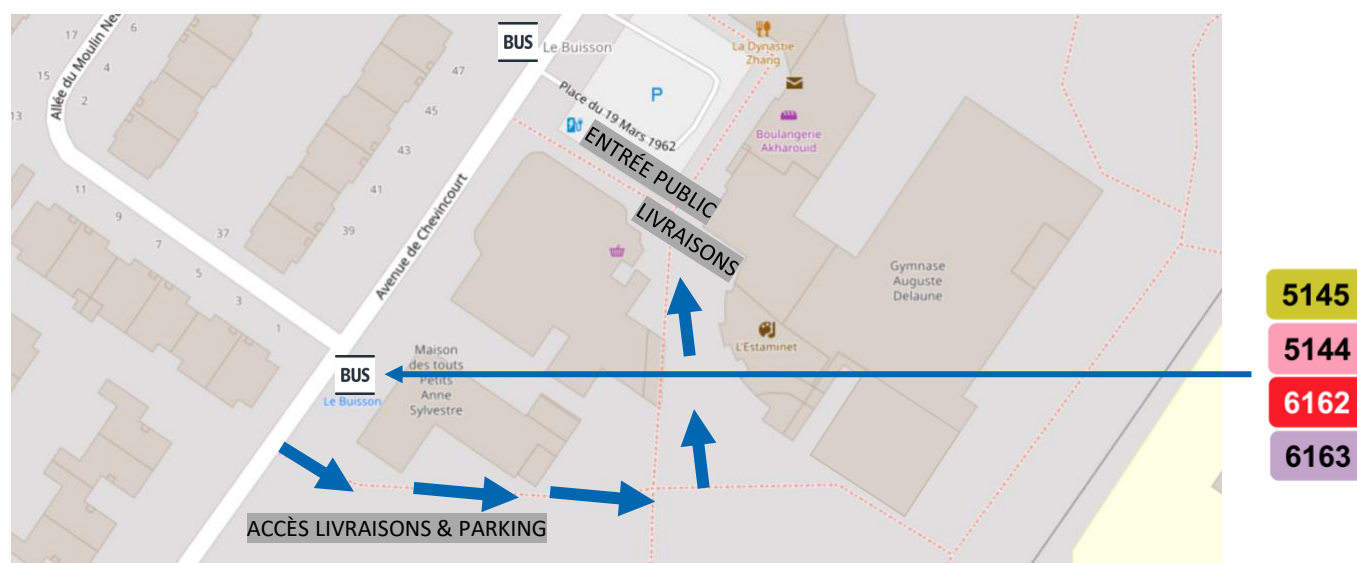 17
6
BUS
Le Buisson
La Dynastie
Zhang
15
4
Allée du Moulin
47
P
2
45
Place du 19 Mars 1962
Boulangerie
Akharouid
13
43
ENTRÉE PUBLIC
11
41
LIVRAISONS
9
37
39
Avenue de Chevincourt
7
5
3
1
Gymnase
Auguste
Delaune
5145
5144
6162
6163
L'Estaminet
Maison
des touts
Petits
Anne
Sylvestre
BUS
Le Buisson
ACCÈS LIVRAISONS & PARKING